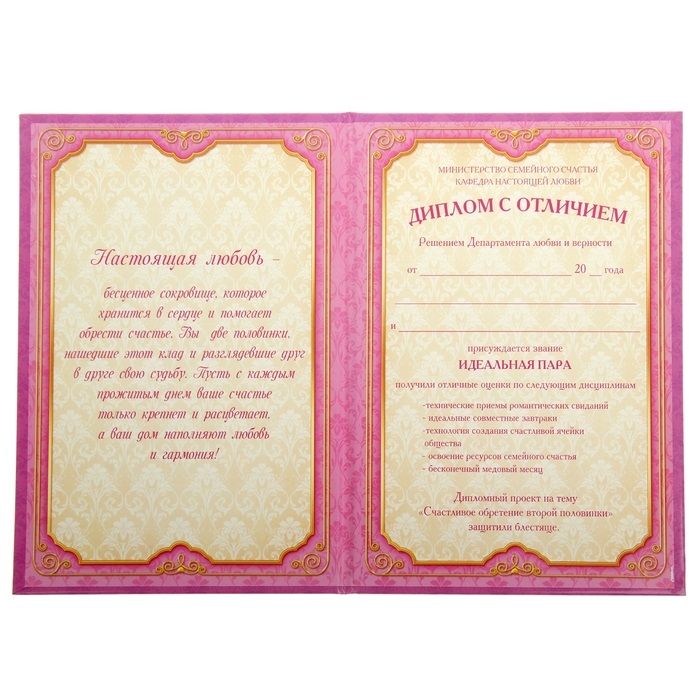 Настоящая любовь –
бесценное сокровище, которое
хранится в сердце и помогает
обрести счастье. Вы две половинки,
нашедшие этот клад и разглядевшие друг
в друге свою судьбу. Пусть с каждым
прожитым днем ваше счастье
только крепнет и расцветает,
а ваш дом наполняют любовь
и гармония!
МИНИСТЕРСТВО СЕМЕЙНОГО СЧАСТЬЯ
КАФЕДРА НАСТОЯЩЕЙ ЛЮБВИ
ДИПЛОМ С ОТЛИЧИЕМ
Решением Департамента любви и верности
от ____ 20 __ года
и
присуждается звание
ИДЕАЛЬНАЯ ПАРА
получили отличные оценки по следующим дисциплинам
-технические приемы романтических свиданий
- идеальные совместные завтраки
-технология создания счастливой ячейки
общества
- освоение ресурсов семейного счастья
- бесконечный медовый месяц
Дипломный проект на тему
«Счастливое обретение второй половинки»
защитили блестяще.